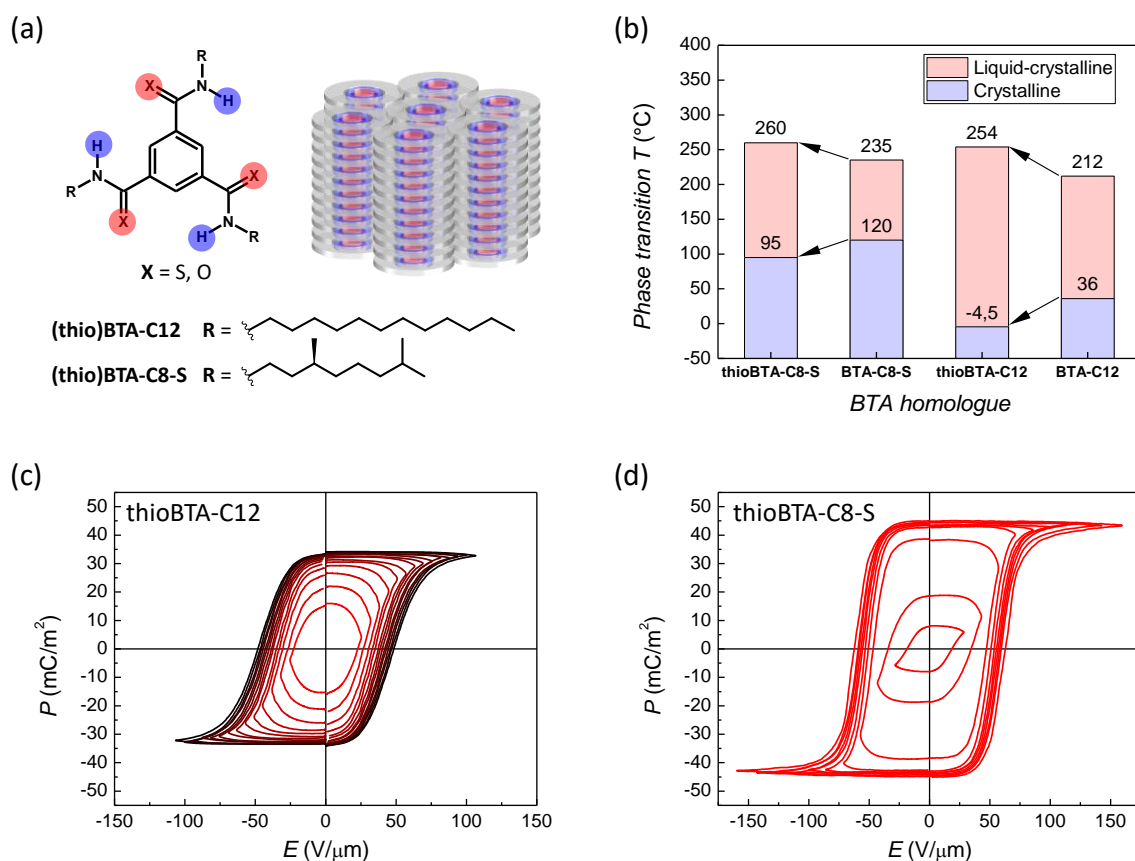 (a)
R
X
N
H
H
N
R
X
X
N
H
R
X = S, O
(thio)BTA-C12 R =
(thio)BTA-C8-S R =
(b)
Phase transition T (°C)
400
350
300
250
200
150
100
50
0
-50
Liquid-crystalline
Crystalline
260
235
254
212
95
120
-4,5
36
thioBTA-C8-S BTA-C8-S thioBTA-C12 BTA-C12
BTA homologue
(c)
thioBTA-C12
P (mC/m²)
50
40
30
20
10
0
-10
-20
-30
-40
-50
-150 -100 -50 0 50 100 150
E (V/μm)
(d)
thioBTA-C8-S
P (mC/m²)
50
40
30
20
10
0
-10
-20
-30
-40
-50
-150 -100 -50 0 50 100 150
E (V/μm)